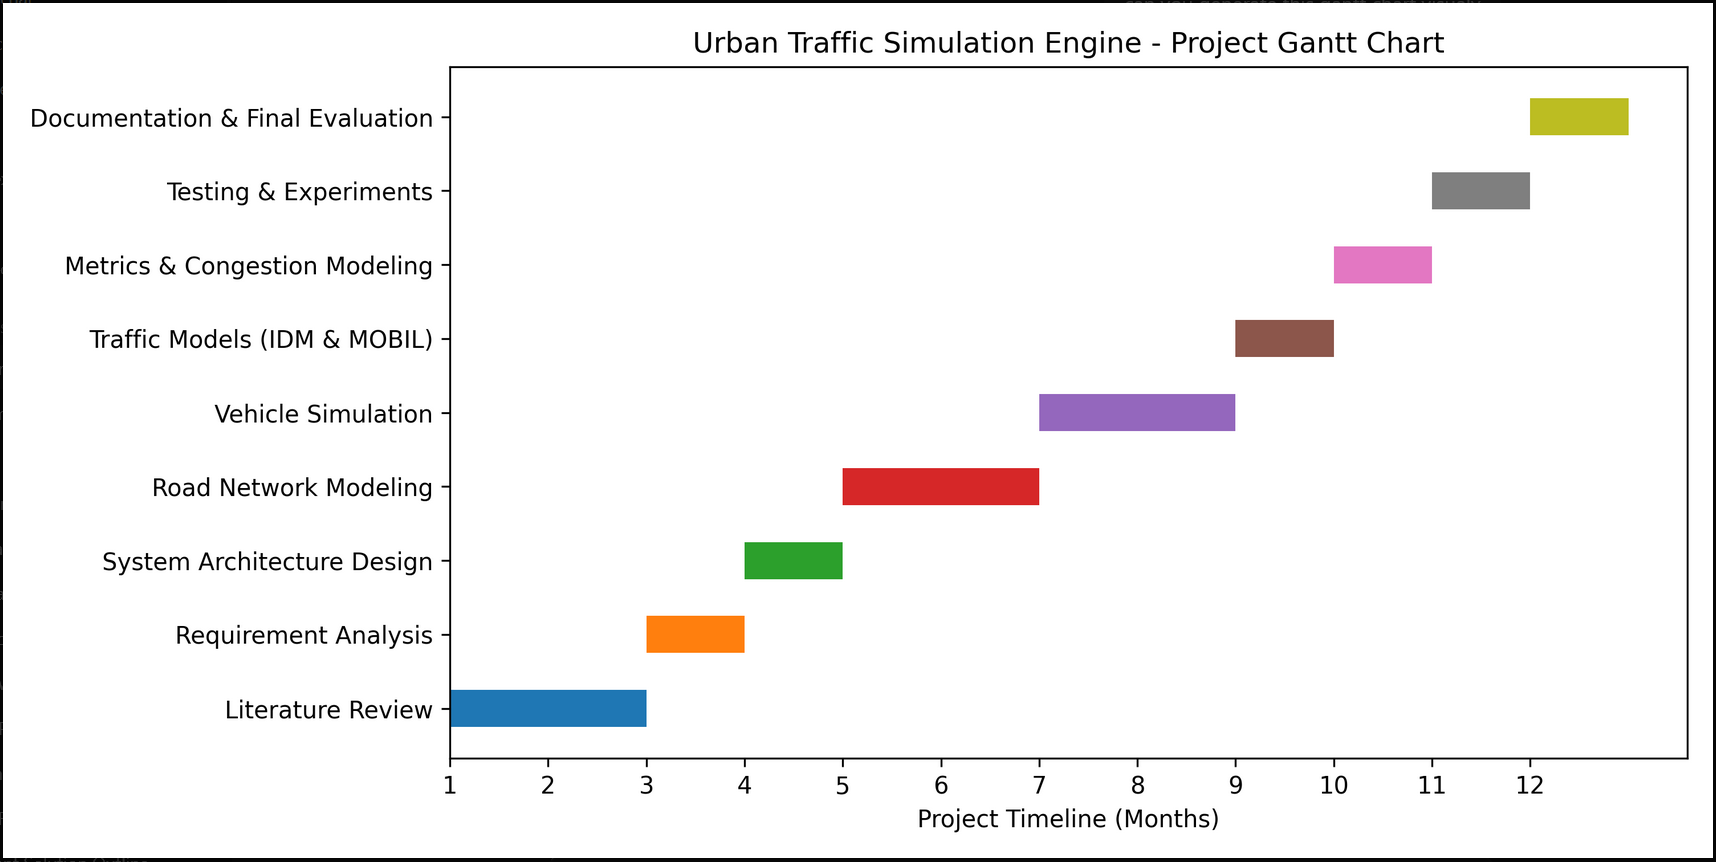 Urban Traffic Simulation Engine - Project Gantt Chart
Documentation & Final Evaluation
Testing & Experiments
Metrics & Congestion Modeling
Traffic Models (IDM & MOBIL)
Vehicle Simulation
Road Network Modeling
System Architecture Design
Requirement Analysis
Literature Review
1 2 3 4 5 6 7 8 9 10 11 12
Project Timeline (Months)